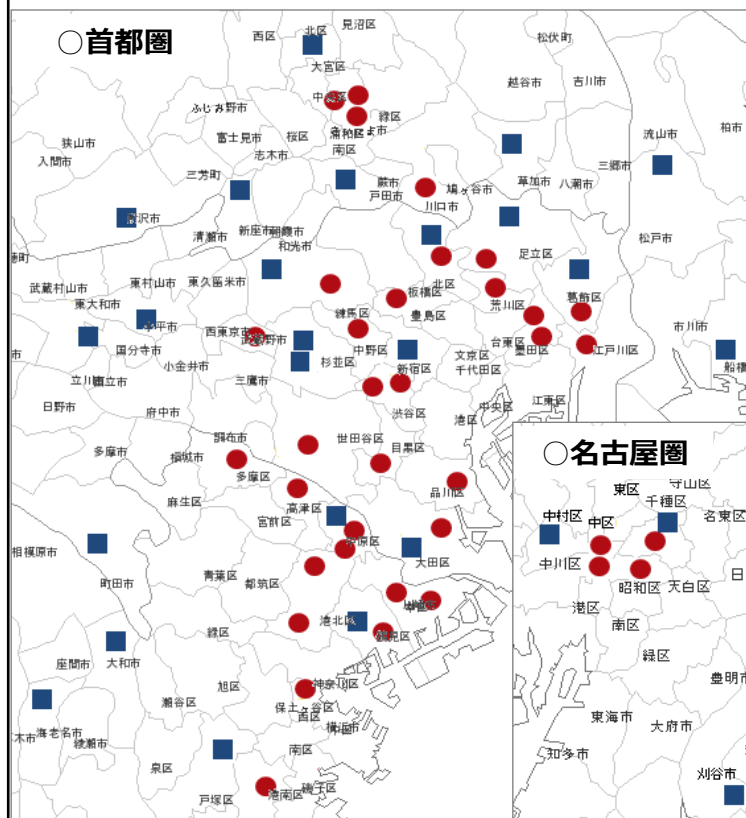 ○首都圏
西区
北区
見沼区
松伏町
大宮区
越谷市
吉川市
ふじみ野市
緑区
柏市
流山市
狭山市
富士見市
桜区
浦和区
入間市
志木市
南区
三郷市
三芳町
蕨市
戸田市
鳩ヶ谷市
草加市
八潮市
川口市
所沢市
新座市
朝霞市
清瀬市
和光市
松戸市
足立区
武蔵村山市
東村山市
東久留米市
北区
板橋区
葛飾区
東大和市
荒川区
練馬区
豊島区
小平市
西東京市
武蔵野市
市川市
台東区
墨田区
江戸川区
国分寺市
中野区
文京区
杉並区
新宿区
千代田区
船橋
小金井市
立川市
国立市
三鷹市
日野市
府中市
渋谷区
港区
中央区
江東区
調布市
世田谷区
目黒区
多摩市
稲城市
多摩区
品川区
麻生区
高津区
宮前区
中原区
大田区
相模原市
町田市
青葉区
都筑区
幸区
港北区
緑区
鶴見区
座間市
大和市
旭区
神奈川区
瀬谷区
保土ヶ谷区
西区
横浜市
中区
海老名市
綾瀬市
南区
泉区
戸塚区
港南区
磯子区
○名古屋圏
東区
守山区
千種区
中村区
中区
名東区
中川区
昭和区
天白区
日
港区
南区
緑区
豊明市
東海市
大府市
知多市
刈谷市